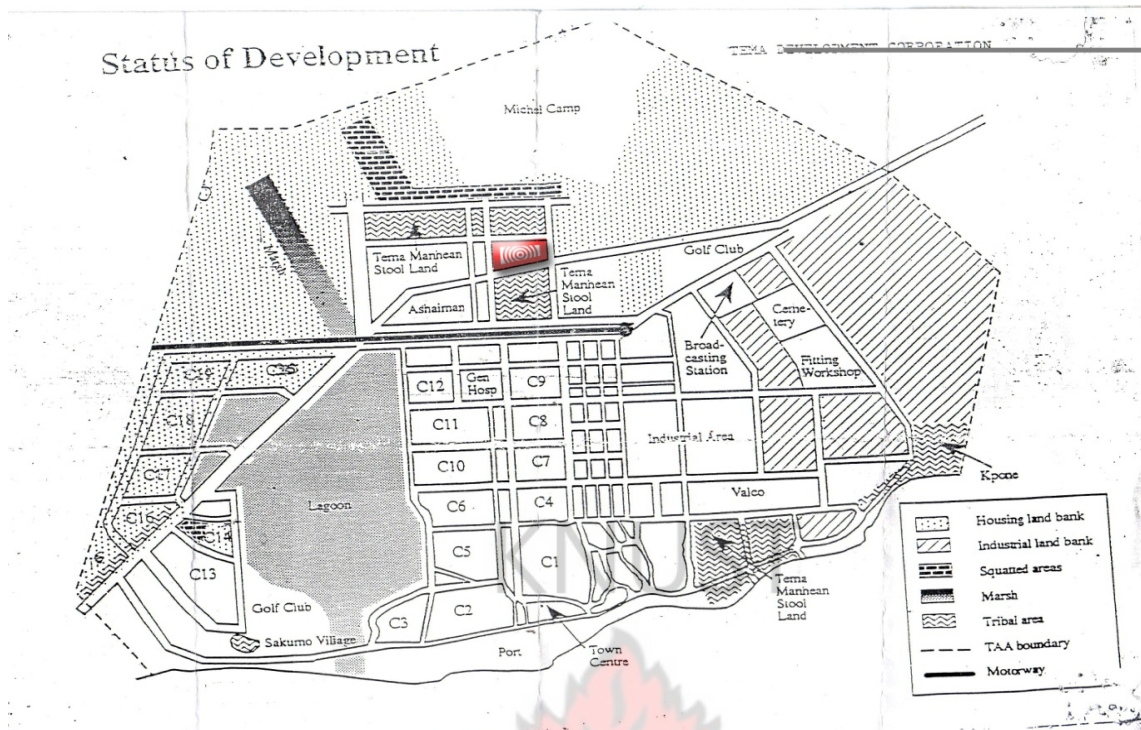 Status of Development
TEMA DEVELOPMENT CORPORATION
Michel Camp
Marsh
Tema Manhean
Stool Land
Ashaiman
Tema
Manhean
Stool
Land
Golf Club
Broad-
casting
Station
Ceme-
tery
Fitting
Workshop
C18
C17
C16
C14
C13
Lagoon
Golf Club
Sakumo Village
C12
Gen
Hosp
C9
C11
C8
C10
C7
C6
C4
C5
C1
C3
C2
Industrial Area
Valco
Kpone
Port
Town
Centre
Tema
Manhean
Stool
Land
KNUST
Housing land bank
Industrial land bank
Squatted areas
Marsh
Tribal area
TAA boundary
Motorway